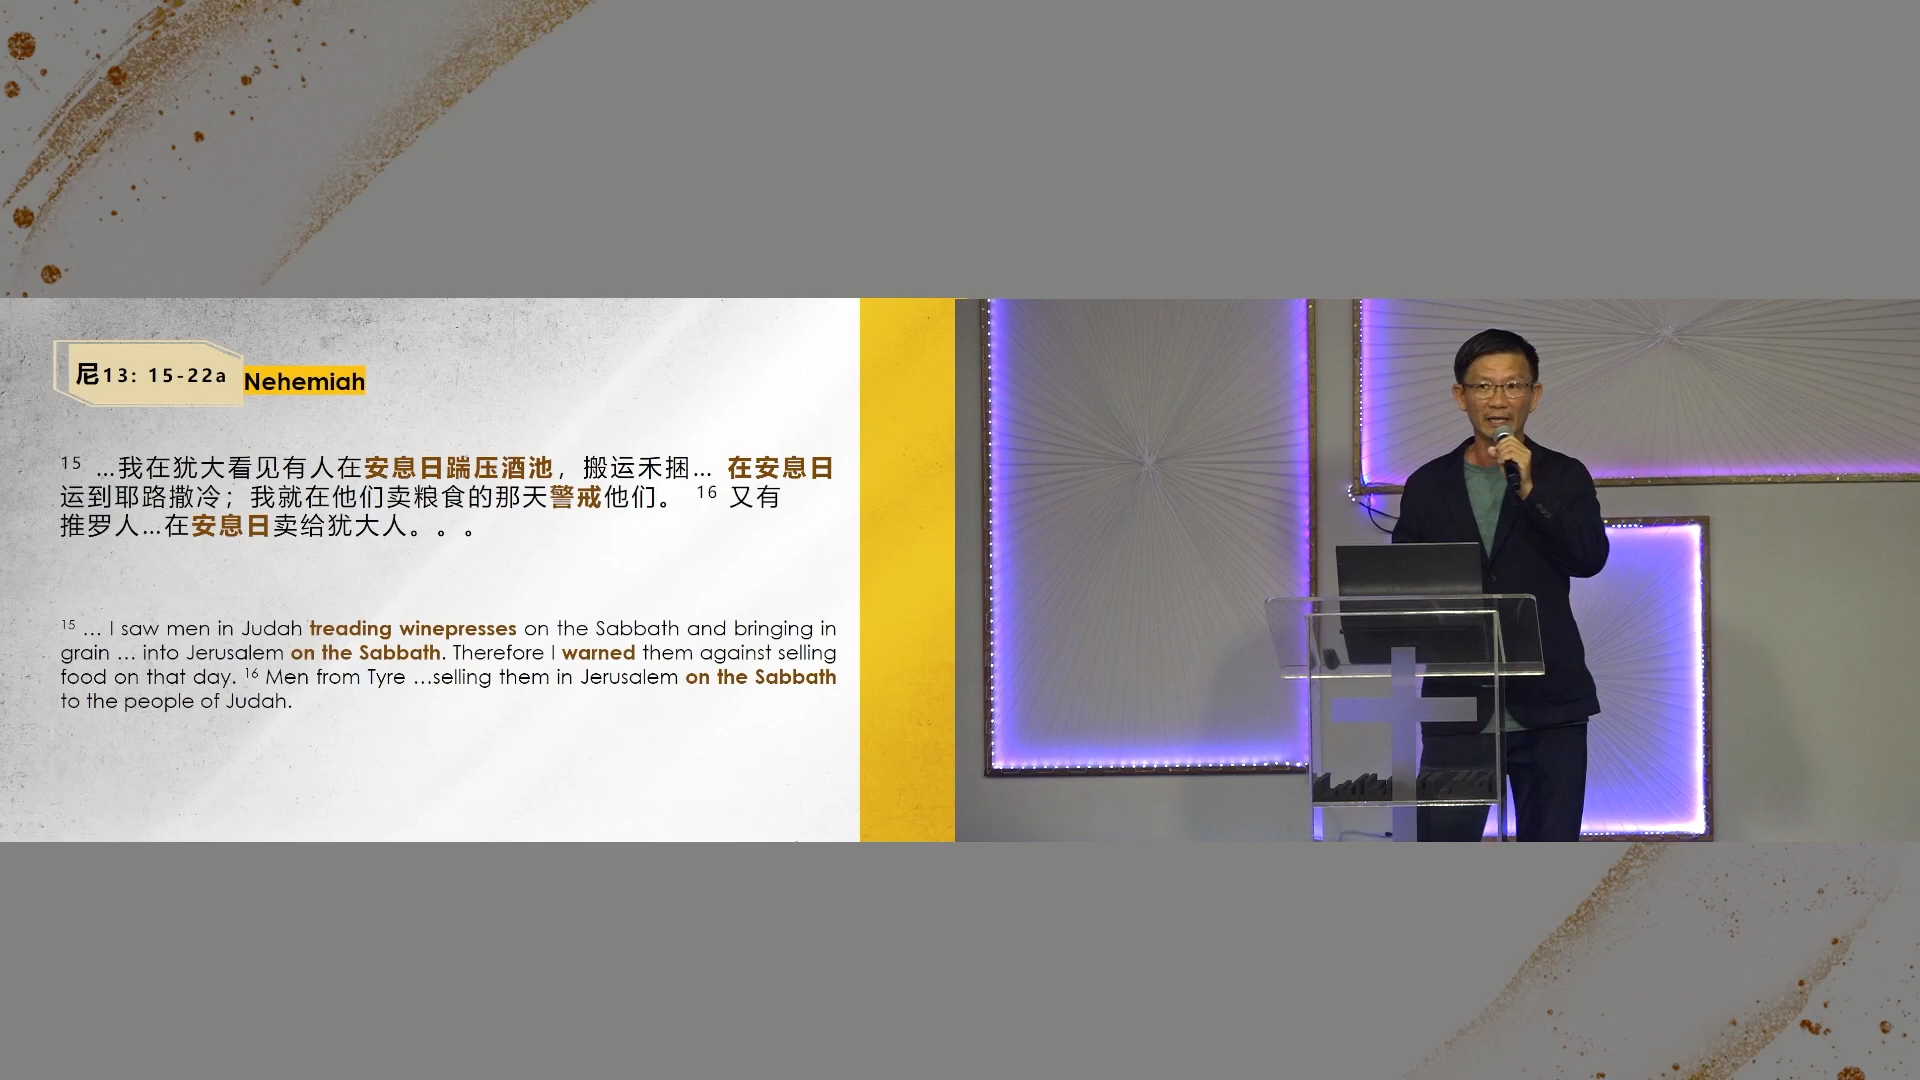 尼13: 15-22a
Nehemiah
15 ...我在犹大看见有人在安息日踹压酒池，搬运禾捆... 在安息日
运到耶路撒冷；我就在他们卖粮食的那天警戒他们。 16 又有
推罗人...在安息日卖给犹大人。。。
15 ... I saw men in Judah treading winepresses on the Sabbath and bringing in
grain ... into Jerusalem on the Sabbath. Therefore I warned them against selling
food on that day. 16 Men from Tyre ...selling them in Jerusalem on the Sabbath
to the people of Judah.